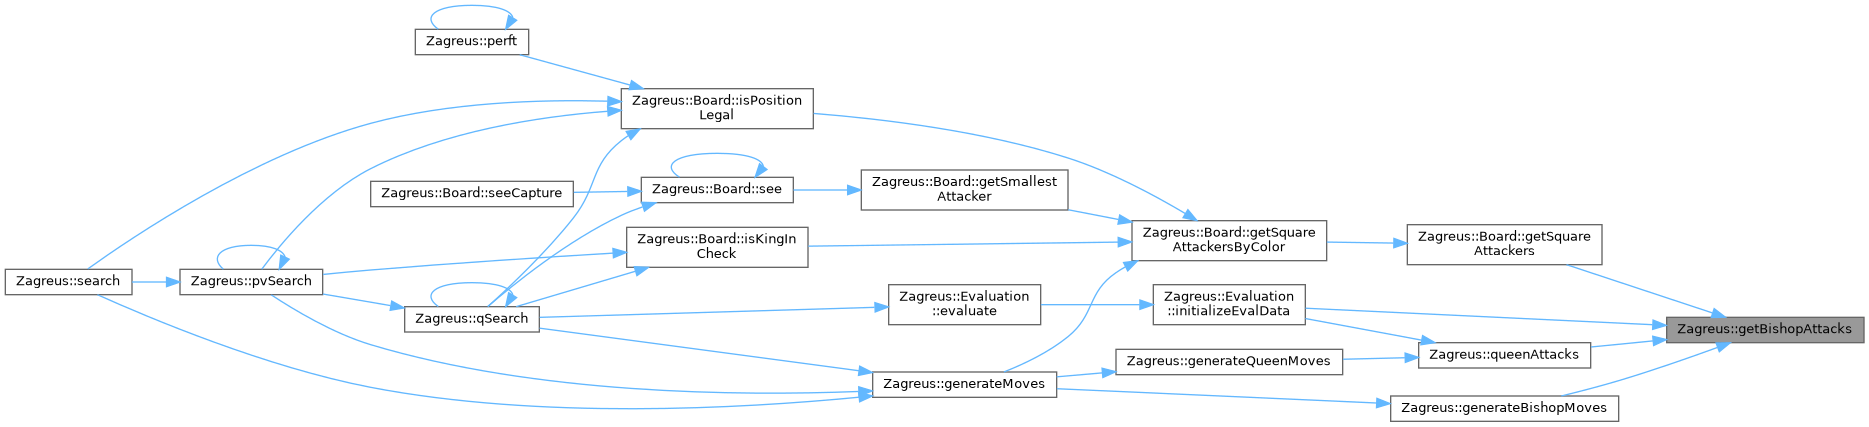 Zagreus::perft
Zagreus::Board::isPosition
Legal
Zagreus::Board::see
Zagreus::Board::seeCapture
Zagreus::Board::getSmallest
Attacker
Zagreus::Board::isKingIn
Check
Zagreus::Board::getSquare
AttackersByColor
Zagreus::Board::getSquare
Attackers
Zagreus::search
Zagreus::pvSearch
Zagreus::qSearch
Zagreus::Evaluation
::evaluate
Zagreus::Evaluation
::initializeEvalData
Zagreus::getBishopAttacks
Zagreus::queenAttacks
Zagreus::generateQueenMoves
Zagreus::generateMoves
Zagreus::generateBishopMoves